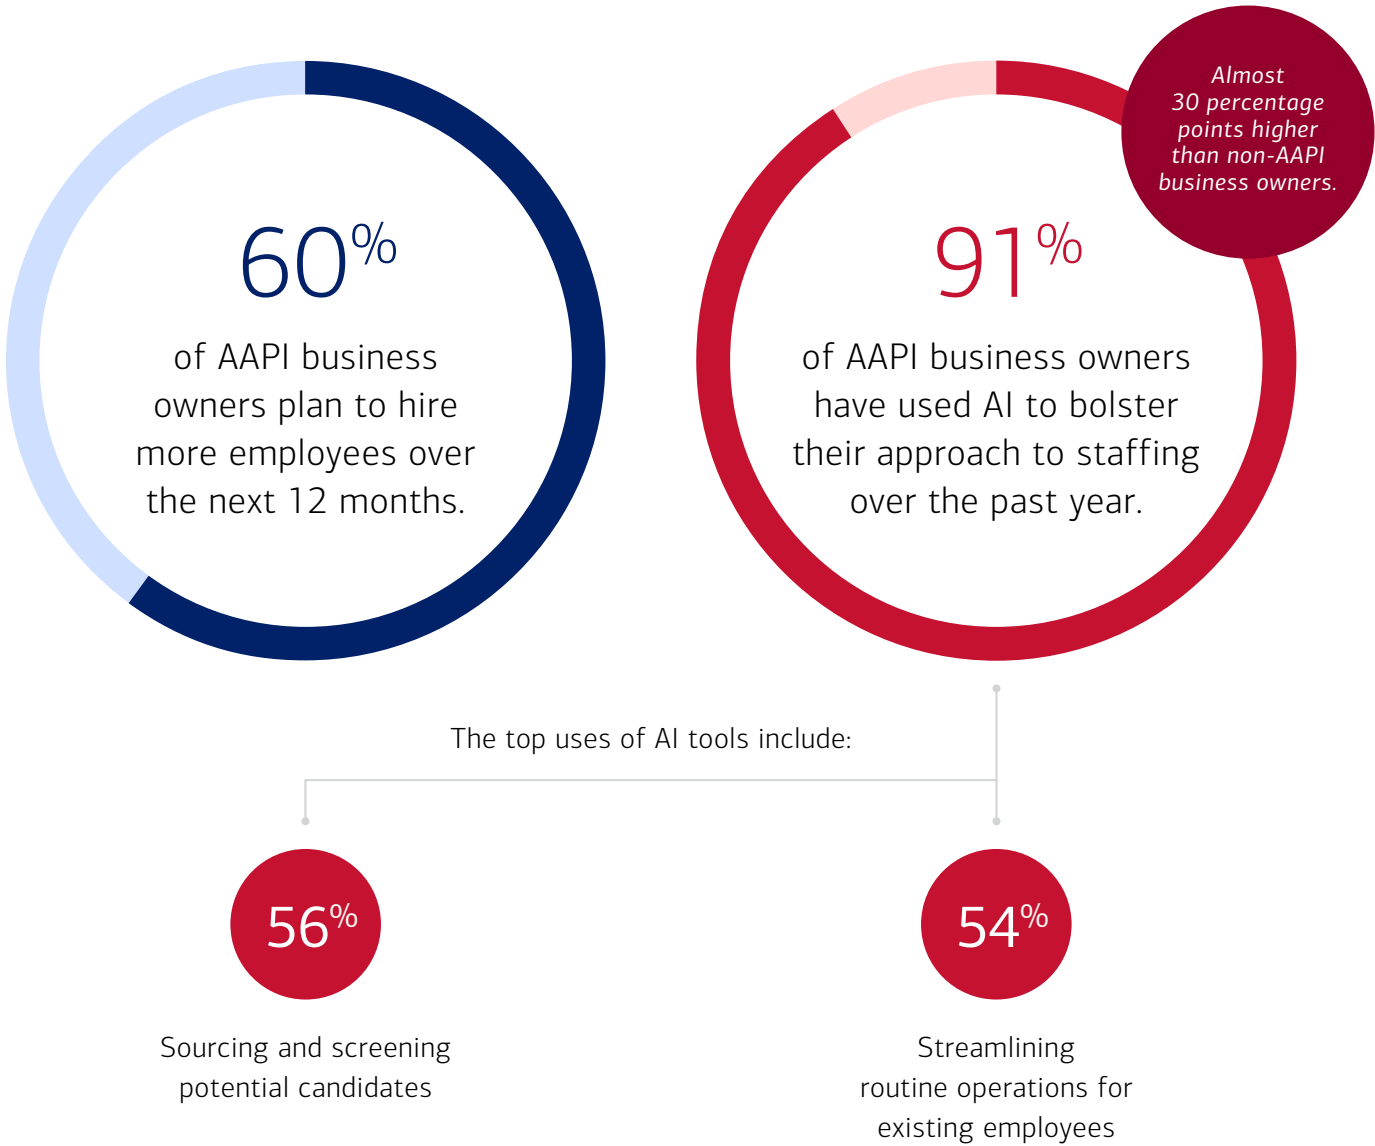 60%
of AAPI business
owners plan to hire
more employees over
the next 12 months.
Almost
30 percentage
points higher
than non-AAPI
business owners.
91%
of AAPI business owners
have used AI to bolster
their approach to staffing
over the past year.
The top uses of AI tools include:
56%
Sourcing and screening
potential candidates
54%
Streamlining
routine operations for
existing employees